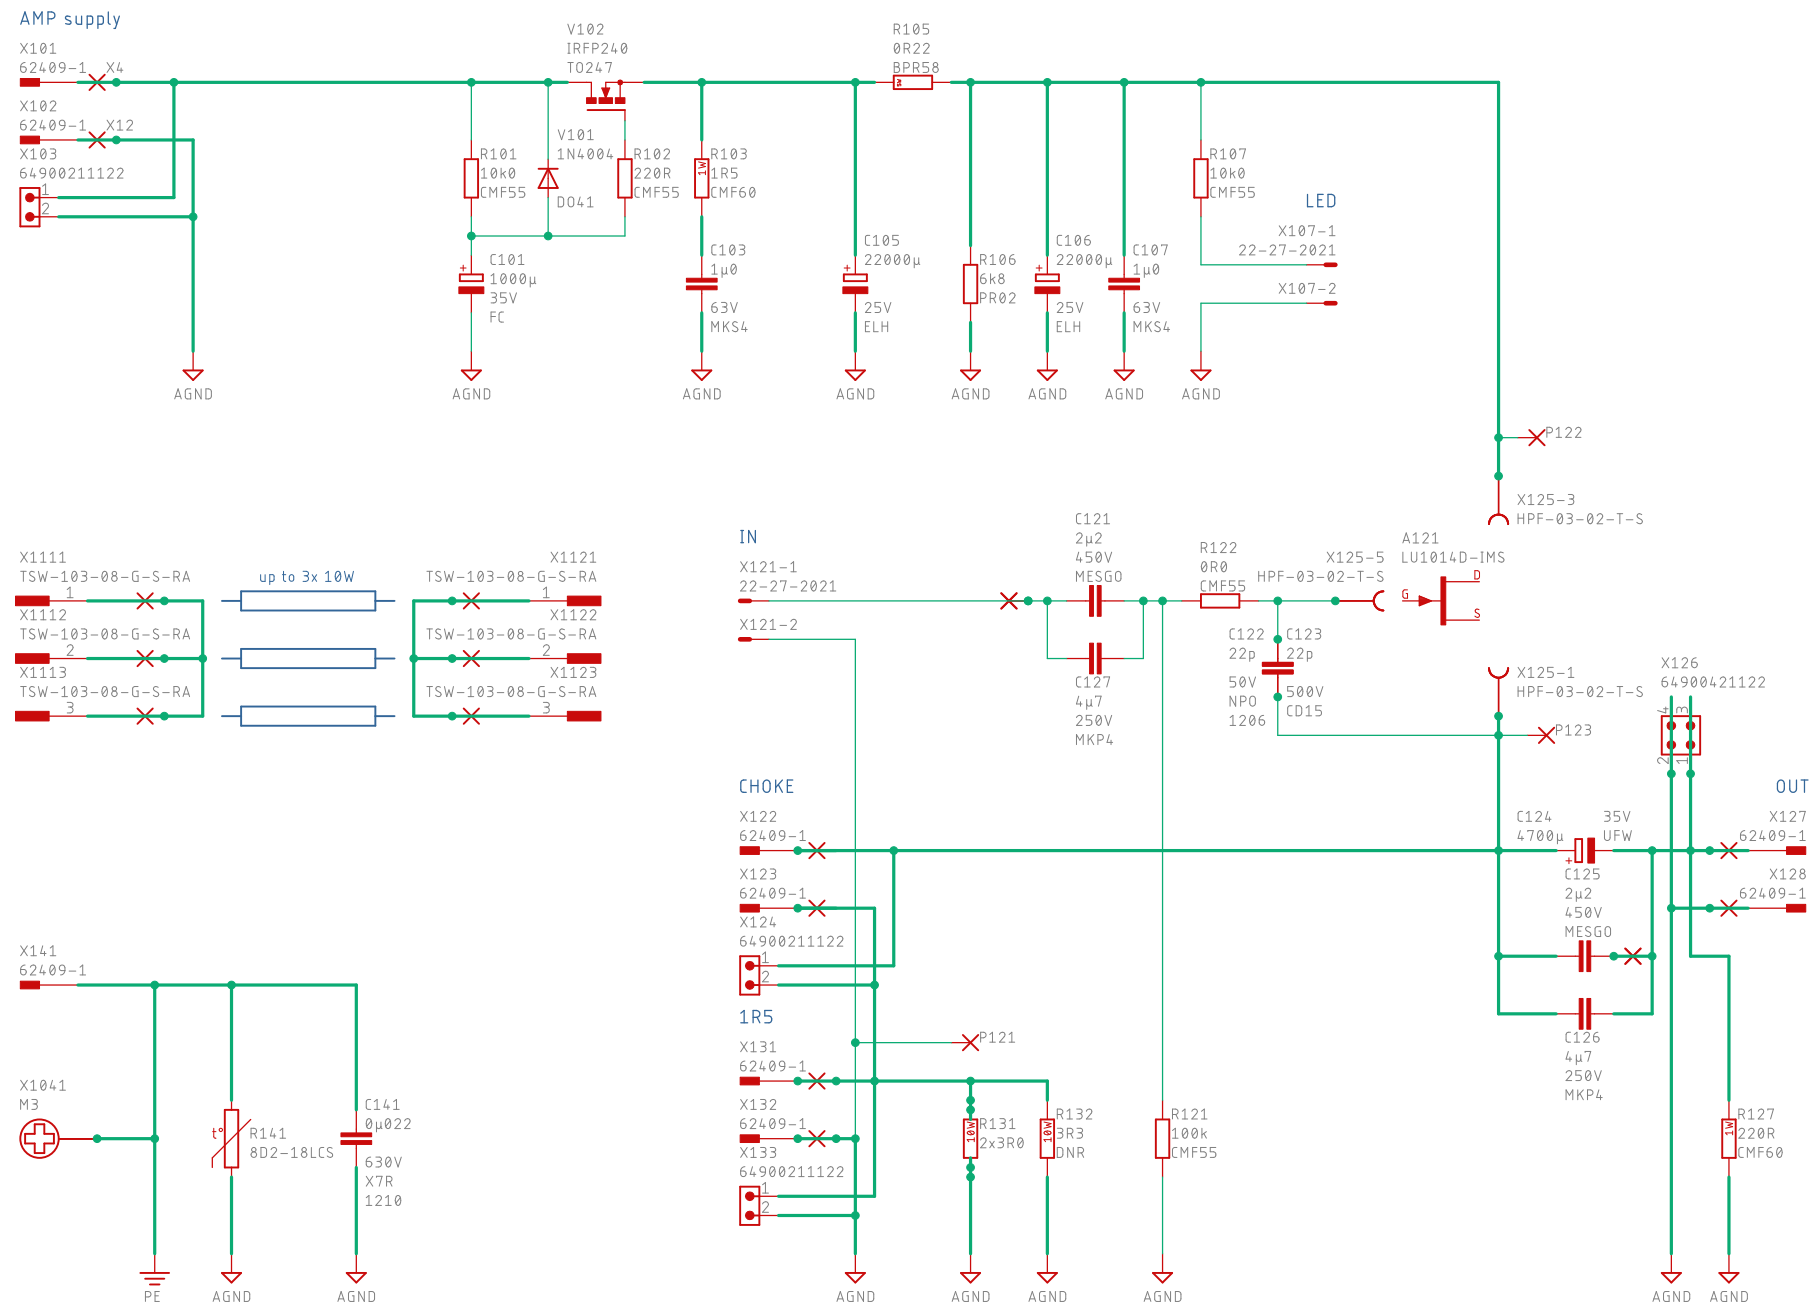 AMP supply
X101
62409-1
X4
X102
62409-1
X12
X103
64900211122
1
2
AGND
V102
IRFP240
TO247
R101
10k0
CMF55
V101
1N4004
DO41
R102
220R
CMF55
C101
1000µ
35V
FC
+
AGND
R103
1R5
CMF60
1W
C103
1µ0
63V
MKS4
AGND
R105
0R22
BPR58
C105
22000µ
25V
ELH
+
AGND
R106
6k8
PR02
AGND
C106
22000µ
25V
ELH
+
AGND
C107
1µ0
63V
MKS4
AGND
R107
10k0
CMF55
LED
X107-1
22-27-2021
X107-2
AGND
P122
X125-3
HPF-03-02-T-S
X1111
TSW-103-08-G-S-RA
1
X1112
TSW-103-08-G-S-RA
2
X1113
TSW-103-08-G-S-RA
3
up to 3x 10W
X1121
TSW-103-08-G-S-RA
1
X1122
TSW-103-08-G-S-RA
2
X1123
TSW-103-08-G-S-RA
3
IN
X121-1
22-27-2021
X121-2
C121
2µ2
450V
MESGO
C127
4µ7
250V
MKP4
R122
0R0
CMF55
X125-5
HPF-03-02-T-S
A121
LU1014D-IMS
D
G
S
C122
22p
50V
NPO
1206
C123
22p
500V
CD15
X125-1
HPF-03-02-T-S
P123
X126
64900421122
4
3
2
1
CHOKE
X122
62409-1
X123
62409-1
X124
64900211122
1
2
C124
4700µ
35V
UFW
+
C125
2µ2
450V
MESGO
C126
4µ7
250V
MKP4
OUT
X127
62409-1
X128
62409-1
1R5
X131
62409-1
X132
62409-1
X133
64900211122
1
2
P121
AGND
R131
2x3R0
10W
AGND
R132
3R3
DNR
10W
AGND
R121
100k
CMF55
AGND
R127
220R
CMF60
1W
AGND
AGND
X141
62409-1
X1041
M3
PE
t°
R141
8D2-18LCS
AGND
C141
0µ022
630V
X7R
1210
AGND